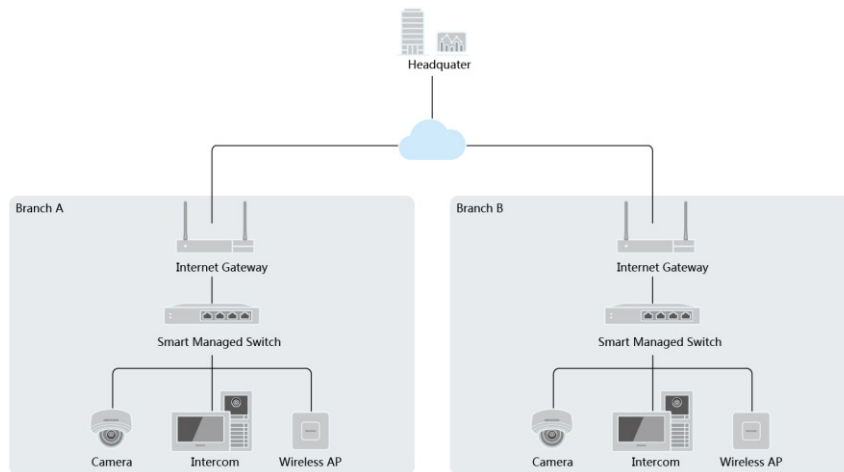 Headquater
Branch A
Branch B
Internet Gateway
Internet Gateway
Smart Managed Switch
Smart Managed Switch
Camera
Intercom
Wireless AP
Camera
Intercom
Wireless AP